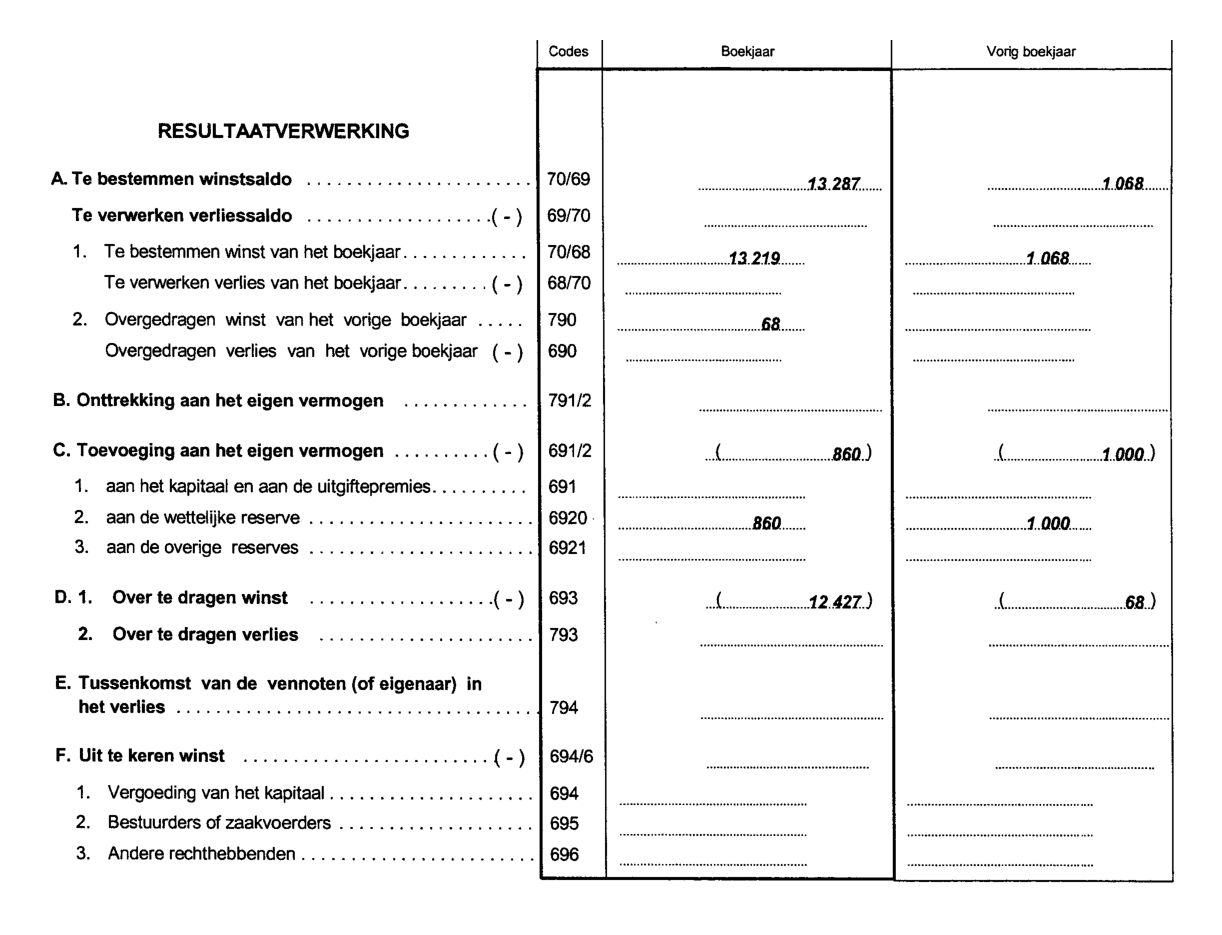 Codes Boekjaar Vorig boekjaar
RESULTAATVERWERKING
A. Te bestemmen winstsaldo ....................... 70/69 13 287 1 068
Te verwerken verliessaldo ...................(-) 69/70
1. Te bestemmen winst van het boekjaar............. 70/68 13 219 1 068
Te verwerken verlies van het boekjaar.........(-) 68/70
2. Overgedragen winst van het vorige boekjaar ..... 790 68
Overgedragen verlies van het vorige boekjaar (-) 690
B. Onttrekking aan het eigen vermogen ............. 791/2
C. Toevoeging aan het eigen vermogen ..........(-) 691/2 ( 860 ) ( 1 000 )
1. aan het kapitaal en aan de uitgiftepremies.......... 691
2. aan de wettelijke reserve ....................... 6920 860 1 000
3. aan de overige reserves ....................... 6921
D. 1. Over te dragen winst ...................(-) 693 ( 12 427 ) ( 68 )
2. Over te dragen verlies ...................... 793
E. Tussenkomst van de vennoten (of eigenaar) in
het verlies .................................... 794
F. Uit te keren winst .........................(-) 694/6
1. Vergoeding van het kapitaal ..................... 694
2. Bestuurders of zaakvoerders .................... 695
3. Andere rechthebbenden ........................ 696